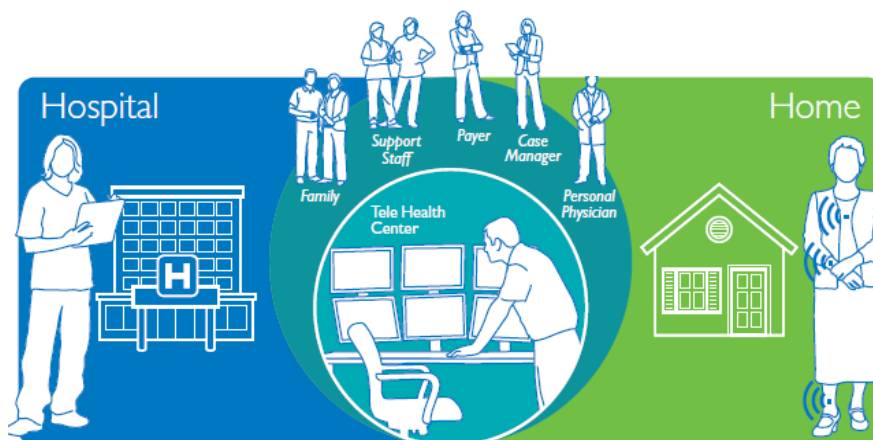 Hospital
Home
Family
Support
Staff
Payer
Case
Manager
Personal
Physician
Tele Health
Center
H